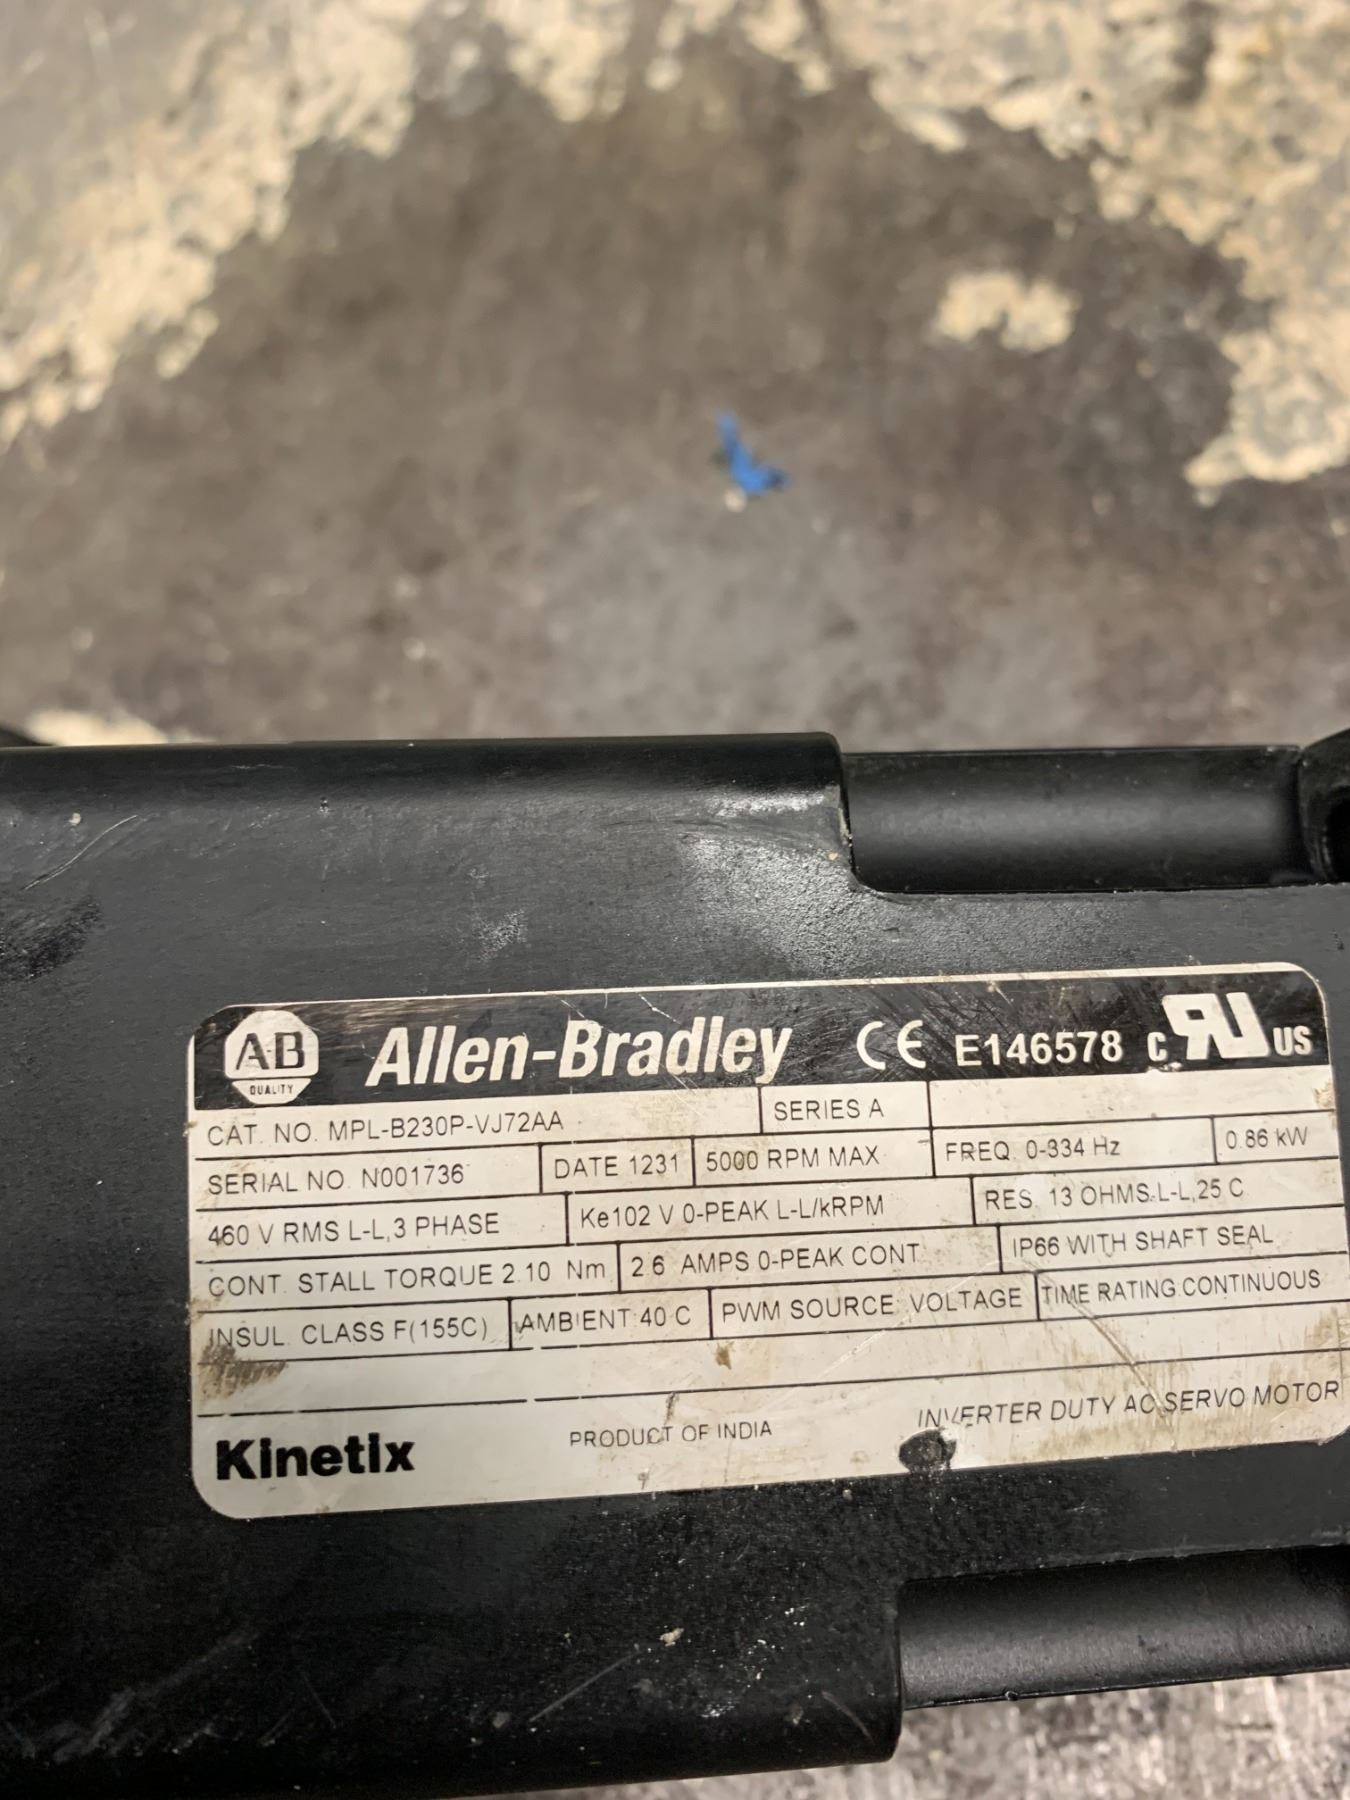 A-B QUALITY Allen-Bradley CE E146578 C RU US
CAT. NO. MPL-B230P-VJ72AA SERIES A
SERIAL NO. N001736 DATE 1231 5000 RPM MAX FREQ. 0-334 Hz 0.86 kW
460 V RMS L-L,3 PHASE Ke102 V 0-PEAK L-L/kRPM RES. 13 OHMS L-L,25 C
CONT. STALL TORQUE 2.10 Nm 2.6 AMPS 0-PEAK CONT. IP66 WITH SHAFT SEAL
INSUL. CLASS F(155C) AMBIENT 40 C PWM SOURCE: VOLTAGE TIME RATING:CONTINUOUS
Kinetix PRODUCT OF INDIA INVERTER DUTY AC SERVO MOTOR